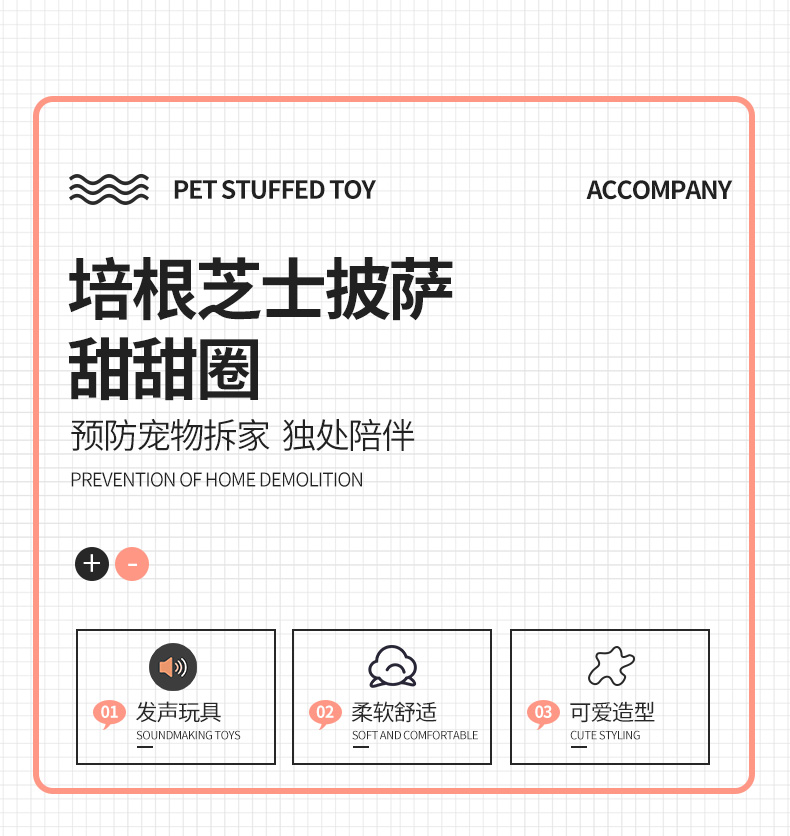 PET STUFFED TOY
ACCOMPANY
培根芝士披萨
甜甜圈
预防宠物拆家 独处陪伴
PREVENTION OF HOME DEMOLITION
+ -
01 发声玩具
SOUNDMAKING TOYS
02 柔软舒适
SOFT AND COMFORTABLE
03 可爱造型
CUTE STYLING